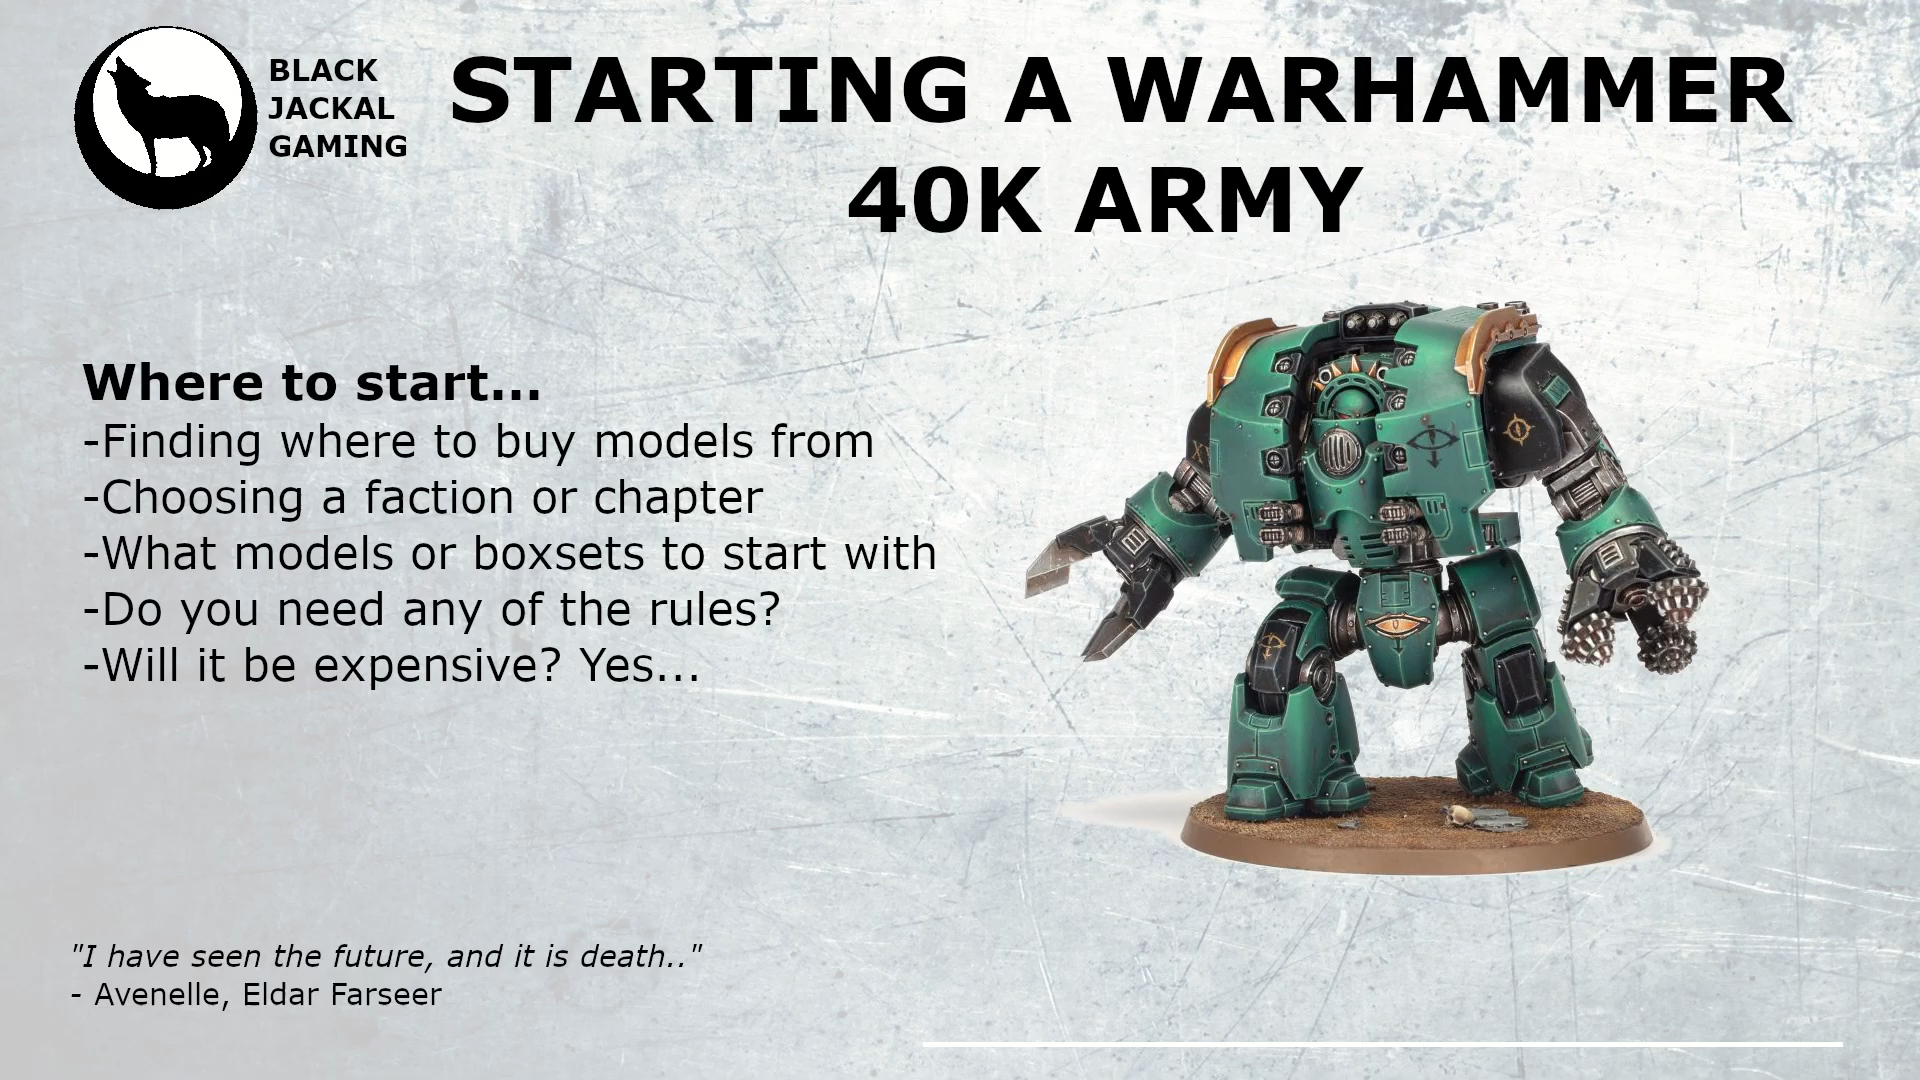 BLACK
JACKAL
GAMING
STARTING A WARHAMMER
40K ARMY
Where to start...
-Finding where to buy models from
-Choosing a faction or chapter
-What models or boxsets to start with
-Do you need any of the rules?
-Will it be expensive? Yes...
"I have seen the future, and it is death.."
- Avenelle, Eldar Farseer